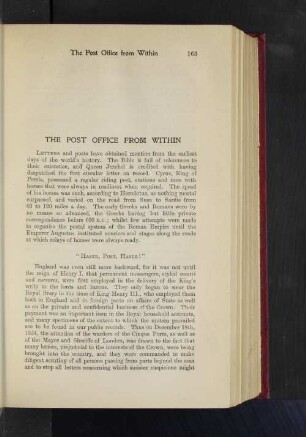 The Post Office from Within 163
THE POST OFFICE FROM WITHIN
LETTERS and posts have obtained mention from the earliest
days of the world's history. The Bible is full of references to
their existence, and Queen Jezebel is credited with having
despatched the first circular letter on record. Cyrus, King of
Persia, possessed a regular riding post, stations and men with
horses that were always in readiness when required. The speed
of his horses was such, according to Herodotus, as nothing mortal
surpassed, and varied on the road from Susa to Sardis from
60 to 120 miles a day. The early Greeks and Romans were by
no means so advanced, the Greeks having but little private
correspondence before 500 B.C.; whilst few attempts were made
to organise the postal system of the Roman Empire until the
Emperor Augustus instituted couriers and stages along the roads
at which relays of horses were always ready.
"HASTE, POST, HASTE!"
England was even still more backward, for it was not until
the reign of Henry I. that permanent messengers, styled nuncii
and cursores, were first employed in the delivery of the King's
writs to the lords and barons. They only began to wear the
Royal livery in the time of King Henry III., who employed them
both in England and in foreign parts on affairs of State as well
as on the private and confidential business of the Crown. Their
payment was an important item in the Royal household accounts,
and many specimens of the extent to which the system prevailed
are to be found in our public records. Thus on December 18th,
1324, the attention of the warden of the Cinque Ports, as well as
of the Mayor and Sheriffs of London, was drawn to the fact that
many letters, prejudicial to the interests of the Crown, were being
brought into the country, and they were commanded to make
diligent scrutiny of all persons passing from parts beyond the seas
and to stop all letters concerning which sinister suspicions might